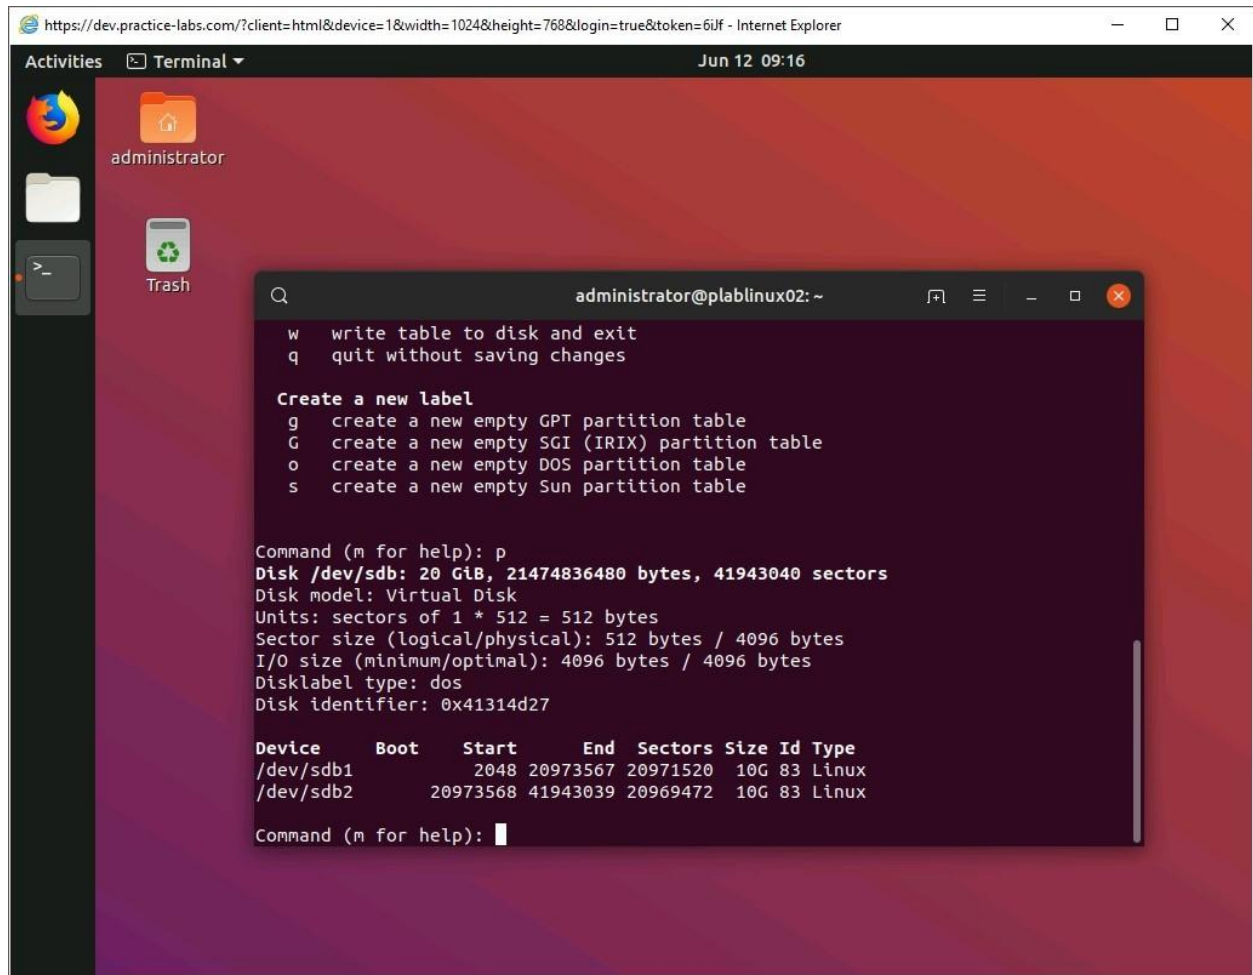 https://dev.practice-labs.com/?client=html&device=1&width=1024&height=768&login=true&token=6iJf - Internet Explorer
Activities Terminal Jun 12 09:16
administrator
Trash
administrator@plablinux02: ~
w write table to disk and exit
q quit without saving changes
Create a new label
g create a new empty GPT partition table
G create a new empty SGI (IRIX) partition table
o create a new empty DOS partition table
s create a new empty Sun partition table
Command (m for help): p
Disk /dev/sdb: 20 GiB, 21474836480 bytes, 41943040 sectors
Disk model: Virtual Disk
Units: sectors of 1 * 512 = 512 bytes
Sector size (logical/physical): 512 bytes / 4096 bytes
I/O size (minimum/optimal): 4096 bytes / 4096 bytes
Disklabel type: dos
Disk identifier: 0x41314d27
Device Boot Start End Sectors Size Id Type
/dev/sdb1 2048 20973567 20971520 10G 83 Linux
/dev/sdb2 20973568 41943039 20969472 10G 83 Linux
Command (m for help):